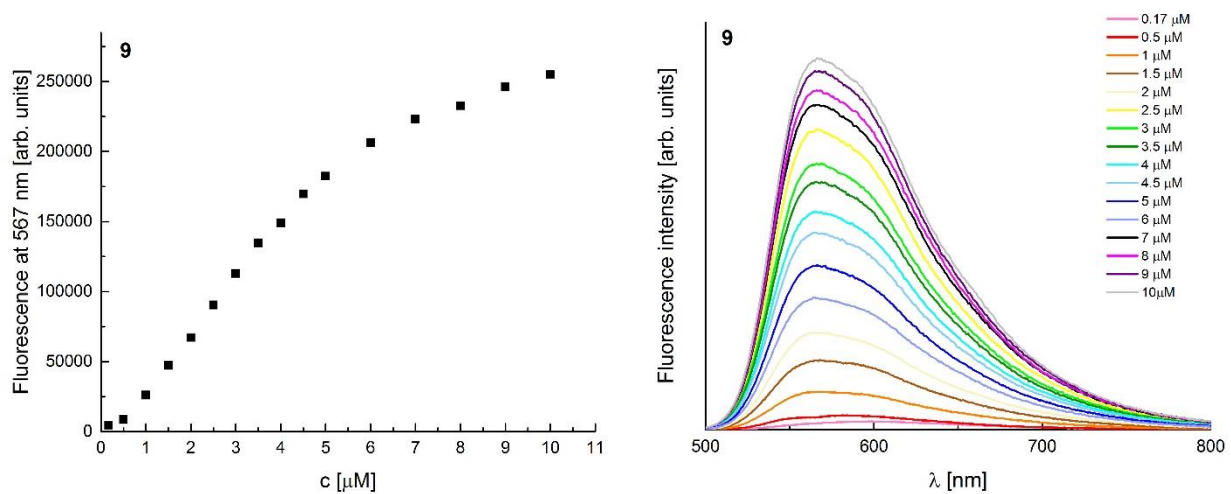 9
Fluorescence at 567 nm [arb. units]
250000
200000
150000
100000
50000
0
0 1 2 3 4 5 6 7 8 9 10 11
c [μM]
9
Fluorescence intensity [arb. units]
0.17 μM
0.5 μM
1 μM
1.5 μM
2 μM
2.5 μM
3 μM
3.5 μM
4 μM
4.5 μM
5 μM
6 μM
7 μM
8 μM
9 μM
10μM
500 600 700 800
λ [nm]